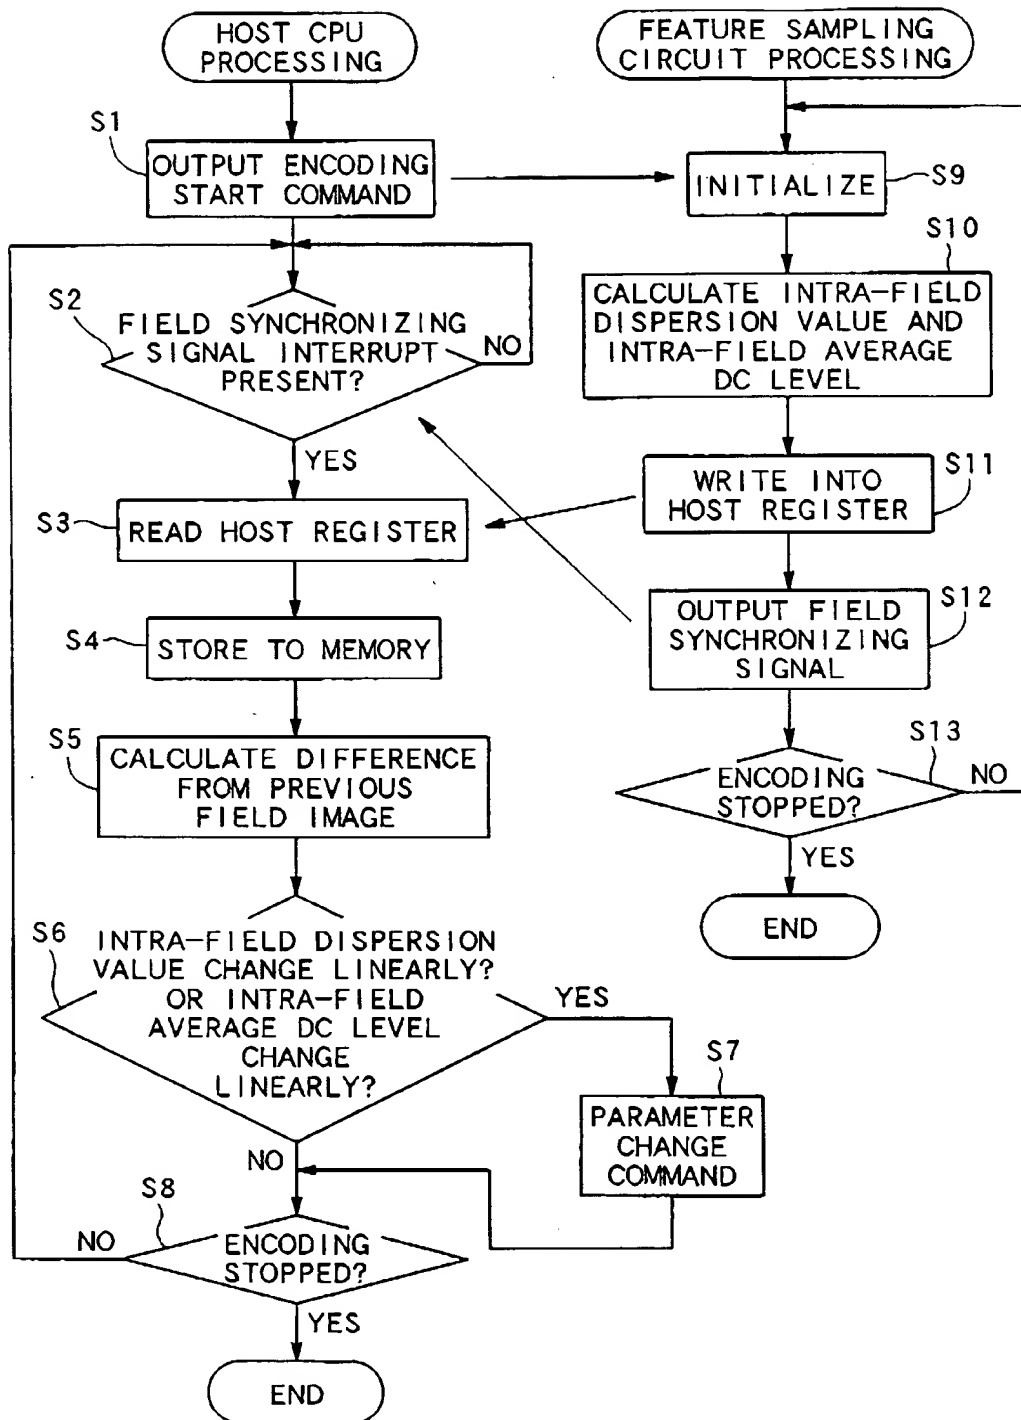 HOST CPU
PROCESSING
S1
OUTPUT ENCODING
START COMMAND
S2
FIELD SYNCHRONIZING
SIGNAL INTERRUPT
PRESENT?
NO
YES
S3
READ HOST REGISTER
S4
STORE TO MEMORY
S5
CALCULATE DIFFERENCE
FROM PREVIOUS
FIELD IMAGE
S6
INTRA-FIELD DISPERSION
VALUE CHANGE LINEARLY?
OR INTRA-FIELD
AVERAGE DC LEVEL
CHANGE
LINEARLY?
YES
S7
PARAMETER
CHANGE
COMMAND
NO
S8
ENCODING
STOPPED?
NO
YES
END
FEATURE SAMPLING
CIRCUIT PROCESSING
INITIALIZE
S9
S10
CALCULATE INTRA-FIELD
DISPERSION VALUE AND
INTRA-FIELD AVERAGE
DC LEVEL
S11
WRITE INTO
HOST REGISTER
S12
OUTPUT FIELD
SYNCHRONIZING
SIGNAL
S13
ENCODING
STOPPED?
NO
YES
END